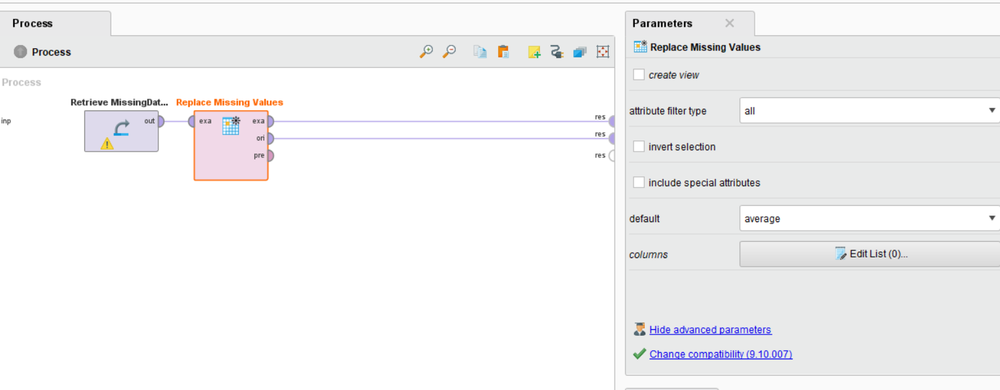 Process
Process
Process
Retrieve MissingDat...
Replace Missing Values
inp
out
exa
exa
ori
pre
res
res
res
Parameters
Replace Missing Values
create view
attribute filter type
all
invert selection
include special attributes
default
average
columns
Edit List (0)...
Hide advanced parameters
Change compatibility (9.10.007)